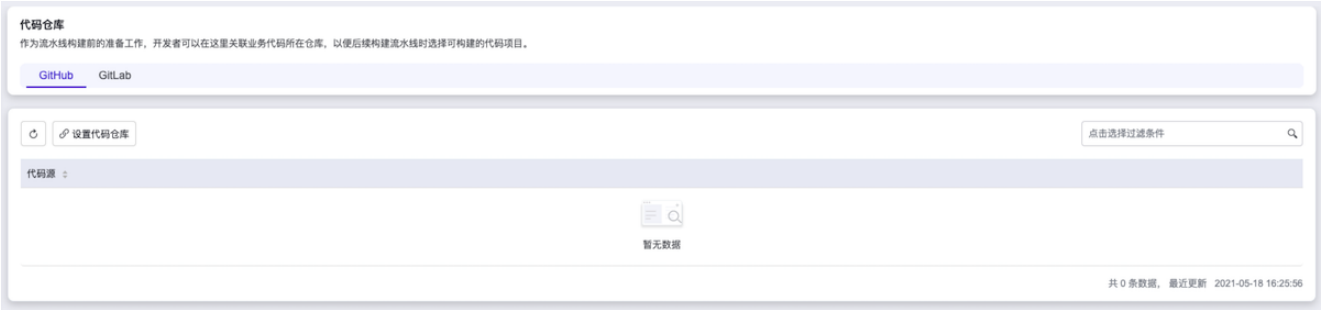 代码仓库
作为流水线构建前的准备工作，开发者可以在这里关联业务代码所在仓库，以便后续构建流水线时选择可构建的代码项目。
GitHub GitLab
设置代码仓库 点击选择过滤条件
代码源
暂无数据
共 0 条数据， 最近更新 2021-05-18 16:25:56